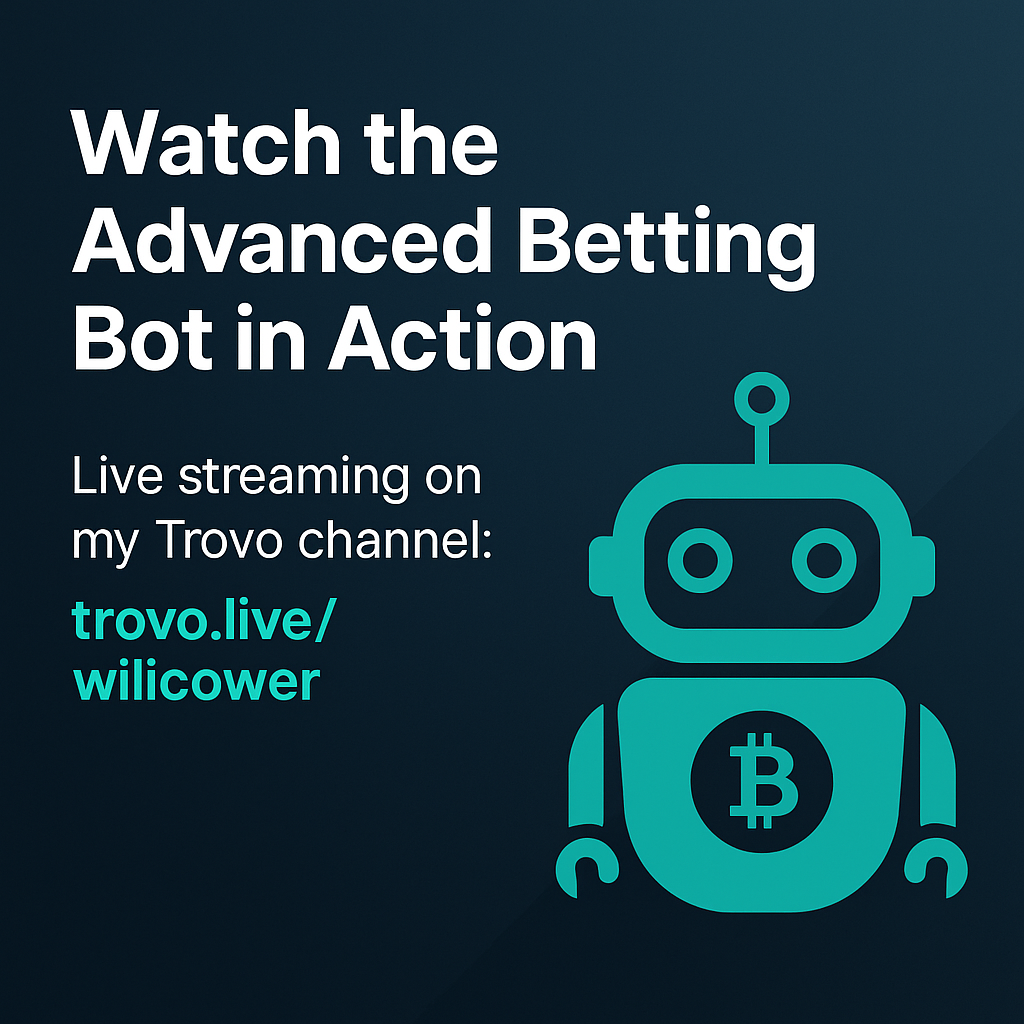 Watch the
Advanced Betting
Bot in Action
Live streaming on
my Trovo channel:
trovo.live/
wilicower
₿